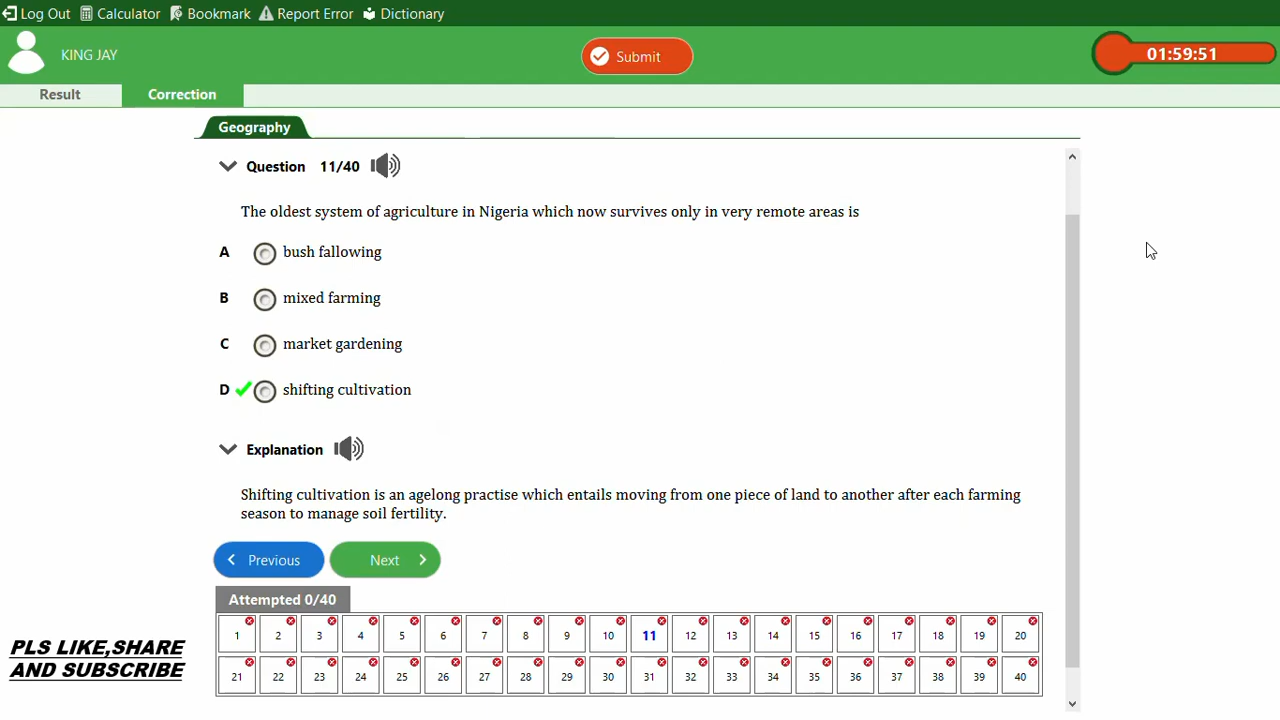 Log Out Calculator Bookmark Report Error Dictionary
KING JAY
Submit
01:59:51
Result Correction
Geography
Question 11/40
The oldest system of agriculture in Nigeria which now survives only in very remote areas is
A bush fallowing
B mixed farming
C market gardening
D shifting cultivation
Explanation
Shifting cultivation is an agelong practise which entails moving from one piece of land to another after each farming
season to manage soil fertility.
Previous Next
Attempted 0/40
1 2 3 4 5 6 7 8 9 10 11 12 13 14 15 16 17 18 19 20
21 22 23 24 25 26 27 28 29 30 31 32 33 34 35 36 37 38 39 40
PLS LIKE,SHARE
AND SUBSCRIBE